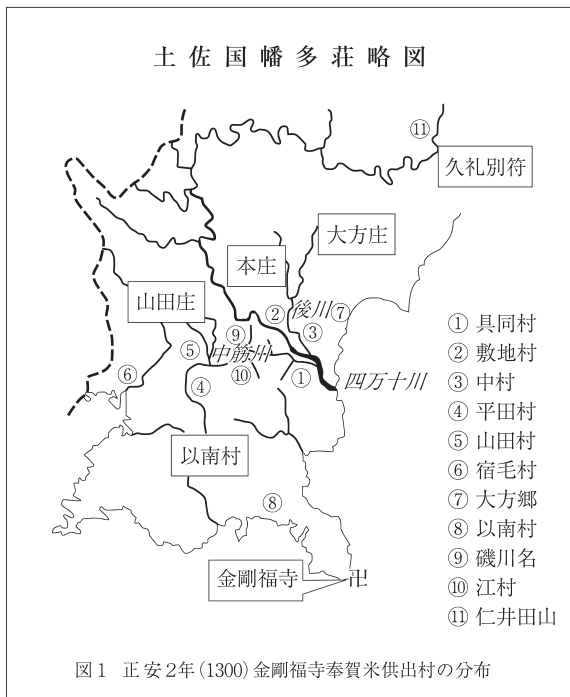 土佐国幡多荘略図
⑪
久礼別符
大方庄
本庄
山田庄
②
後川
⑦
③
⑨
⑤
中筋州
⑥
④
⑩
①
四万十川
以南村
⑧
金剛福寺
卍
① 具同村
② 敷地村
③ 中村
④ 平田村
⑤ 山田村
⑥ 宿毛村
⑦ 大方郷
⑧ 以南村
⑨ 磯川名
⑩ 江村
⑪ 仁井田山
図1 正安2年(1300)金剛福寺奉賀米供出村の分布